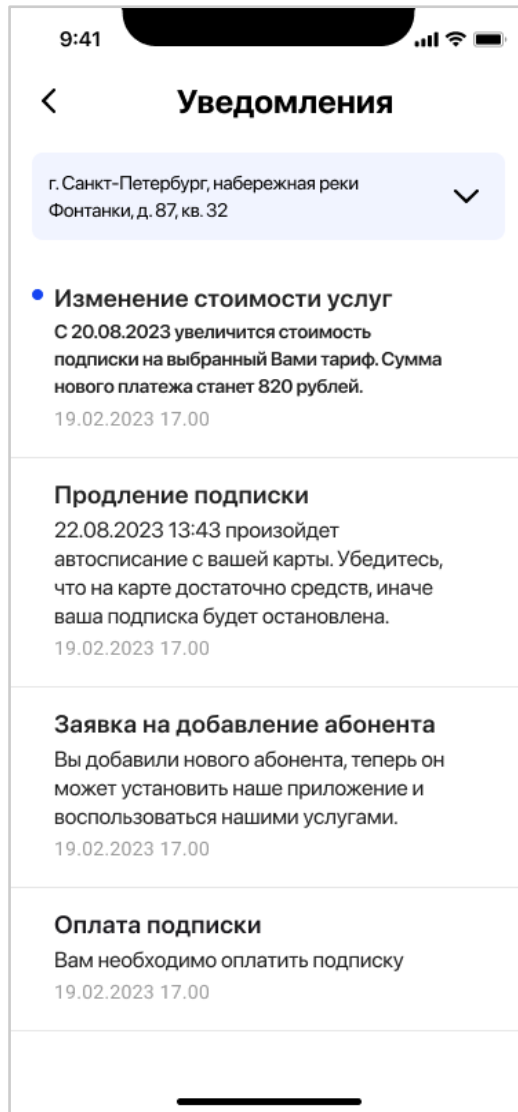 9:41
Уведомления
г. Санкт-Петербург, набережная реки
Фонтанки, д. 87, кв. 32
Изменение стоимости услуг
С 20.08.2023 увеличится стоимость
подписки на выбранный Вами тариф. Сумма
нового платежа станет 820 рублей.
19.02.2023 17.00
Продление подписки
22.08.2023 13:43 произойдет
автосписание с вашей карты. Убедитесь,
что на карте достаточно средств, иначе
ваша подписка будет остановлена.
19.02.2023 17.00
Заявка на добавление абонента
Вы добавили нового абонента, теперь он
может установить наше приложение и
воспользоваться нашими услугами.
19.02.2023 17.00
Оплата подписки
Вам необходимо оплатить подписку
19.02.2023 17.00